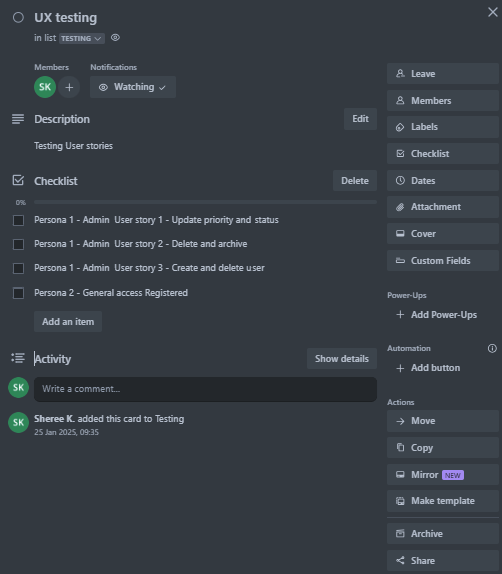 UX testing
in list TESTING
Members
Notifications
SK
Watching
Description
Edit
Testing User stories
Checklist
Delete
0%
Persona 1 - Admin  User story 1 - Update priority and status
Persona 1 - Admin  User story 2 - Delete and archive
Persona 1 - Admin  User story 3 - Create and delete user
Persona 2 - General access Registered
Add an item
Activity
Show details
SK
Write a comment...
SK
Sheree K. added this card to Testing
25 Jan 2025, 09:35
Leave
Members
Labels
Checklist
Dates
Attachment
Cover
Custom Fields
Power-Ups
Add Power-Ups
Automation
Add button
Actions
Move
Copy
Mirror NEW
Make template
Archive
Share